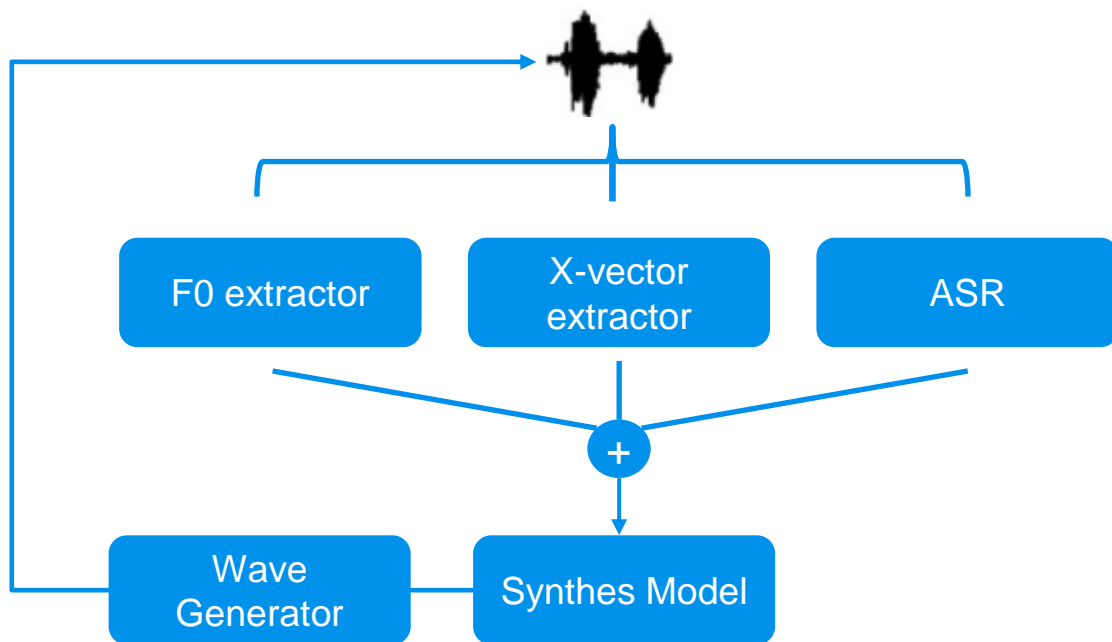 F0 extractor
X-vector
extractor
ASR
+
Wave
Generator
Synthes Model